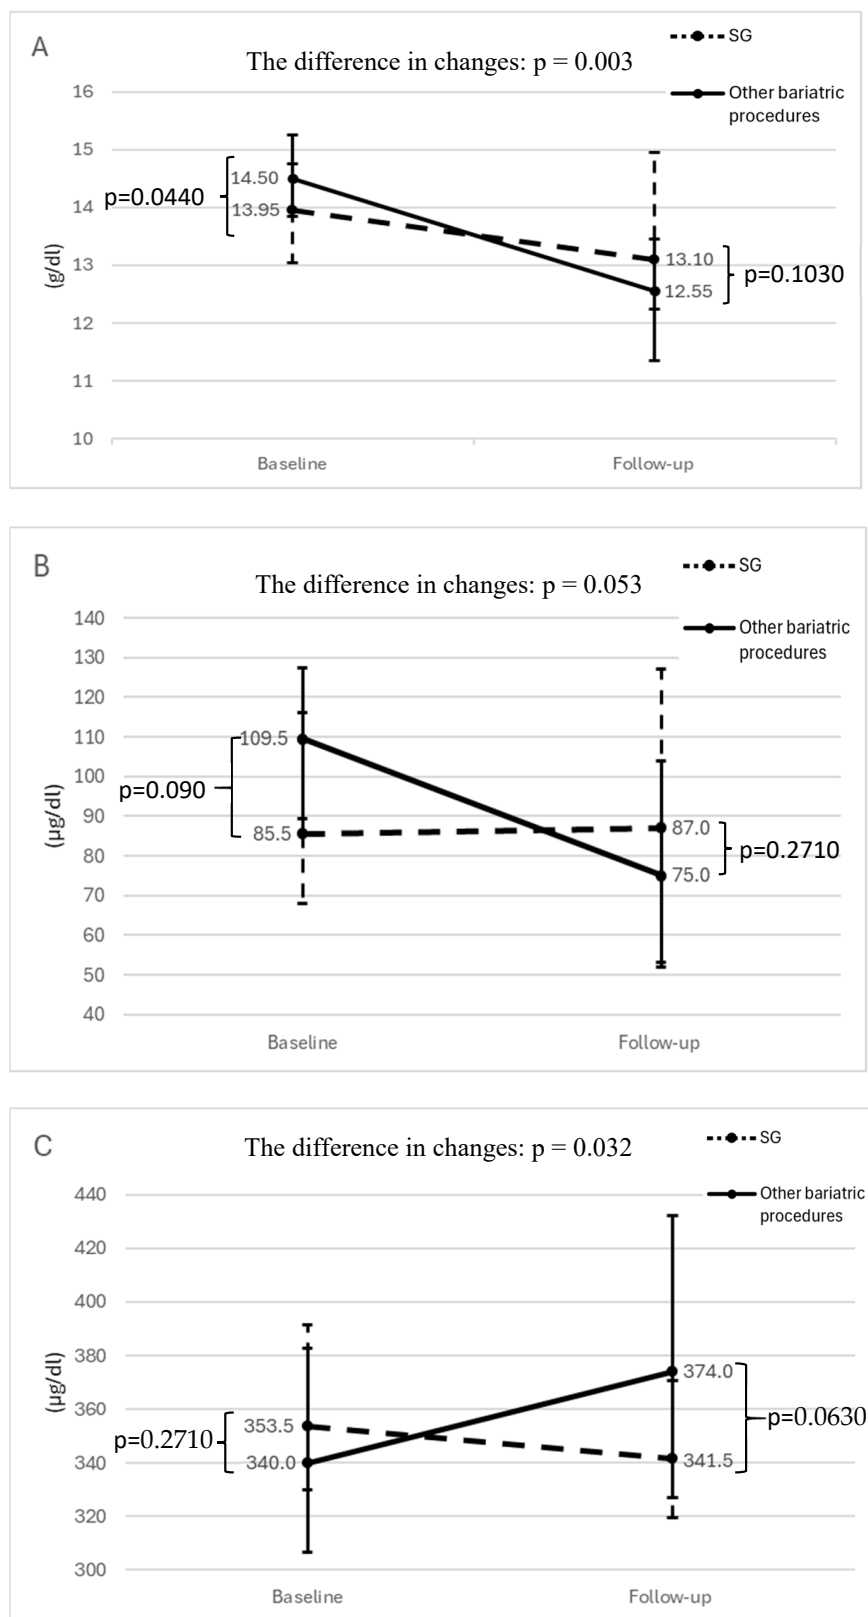 A
SG
The difference in changes: p = 0.003
Other bariatric
procedures
16
15
14
13
12
11
10
(g/dl)
p=0.0440
14.50
13.95
13.10
12.55
p=0.1030
Baseline
Follow-up
B
SG
The difference in changes: p = 0.053
Other bariatric
procedures
140
130
120
110
100
90
80
70
60
50
40
(µg/dl)
109.5
p=0.090
85.5
87.0
75.0
p=0.2710
Baseline
Follow-up
C
SG
The difference in changes: p = 0.032
Other bariatric
procedures
440
420
400
380
360
340
320
300
(µg/dl)
353.5
p=0.2710
340.0
374.0
p=0.0630
341.5
Baseline
Follow-up